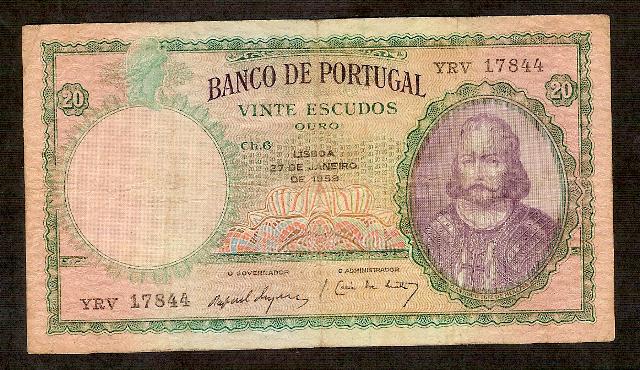 BANCO DE PORTUGAL
YRV 17844
20
20
VINTE ESCUDOS
OURO
Ch.6
LISBOA
27 DE JANEIRO
DE 1959
O GOVERNADOR
O ADMINISTRADOR
YRV 17844